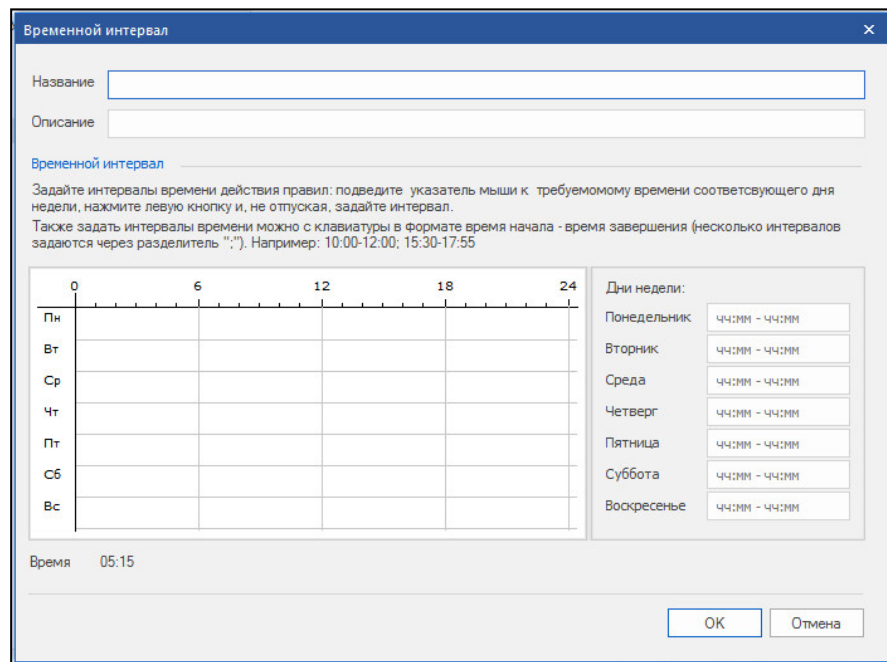 Временной интервал
Название
Описание
Временной интервал
Задайте интервалы времени действия правил: подведите указатель мыши к требуемомому времени соответсвующего дня
недели, нажмите левую кнопку и, не отпуская, задайте интервал.
Также задать интервалы времени можно с клавиатуры в формате время начала - время завершения (несколько интервалов
задаются через разделитель ";"). Например: 10:00-12:00; 15:30-17:55
0 6 12 18 24
Пн
Вт
Ср
Чт
Пт
Сб
Вс
Дни недели:
Понедельник чч:мм - чч:мм
Вторник чч:мм - чч:мм
Среда чч:мм - чч:мм
Четверг чч:мм - чч:мм
Пятница чч:мм - чч:мм
Суббота чч:мм - чч:мм
Воскресенье чч:мм - чч:мм
Время 05:15
OK Отмена